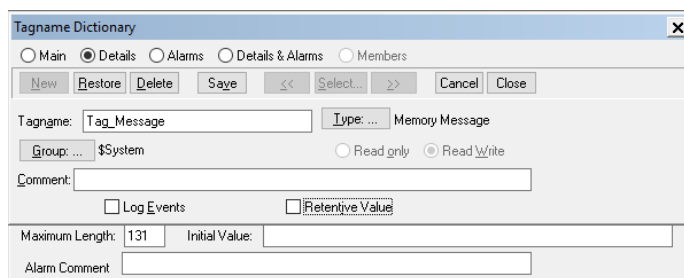 Tagname Dictionary X
Main Details Alarms Details & Alarms Members
New Restore Delete Save << Select... >> Cancel Close
Tagname: Tag_Message Type: ... Memory Message
Group: ... $System Read only Read Write
Comment:
Log Events Retentive Value
Maximum Length: 131 Initial Value:
Alarm Comment